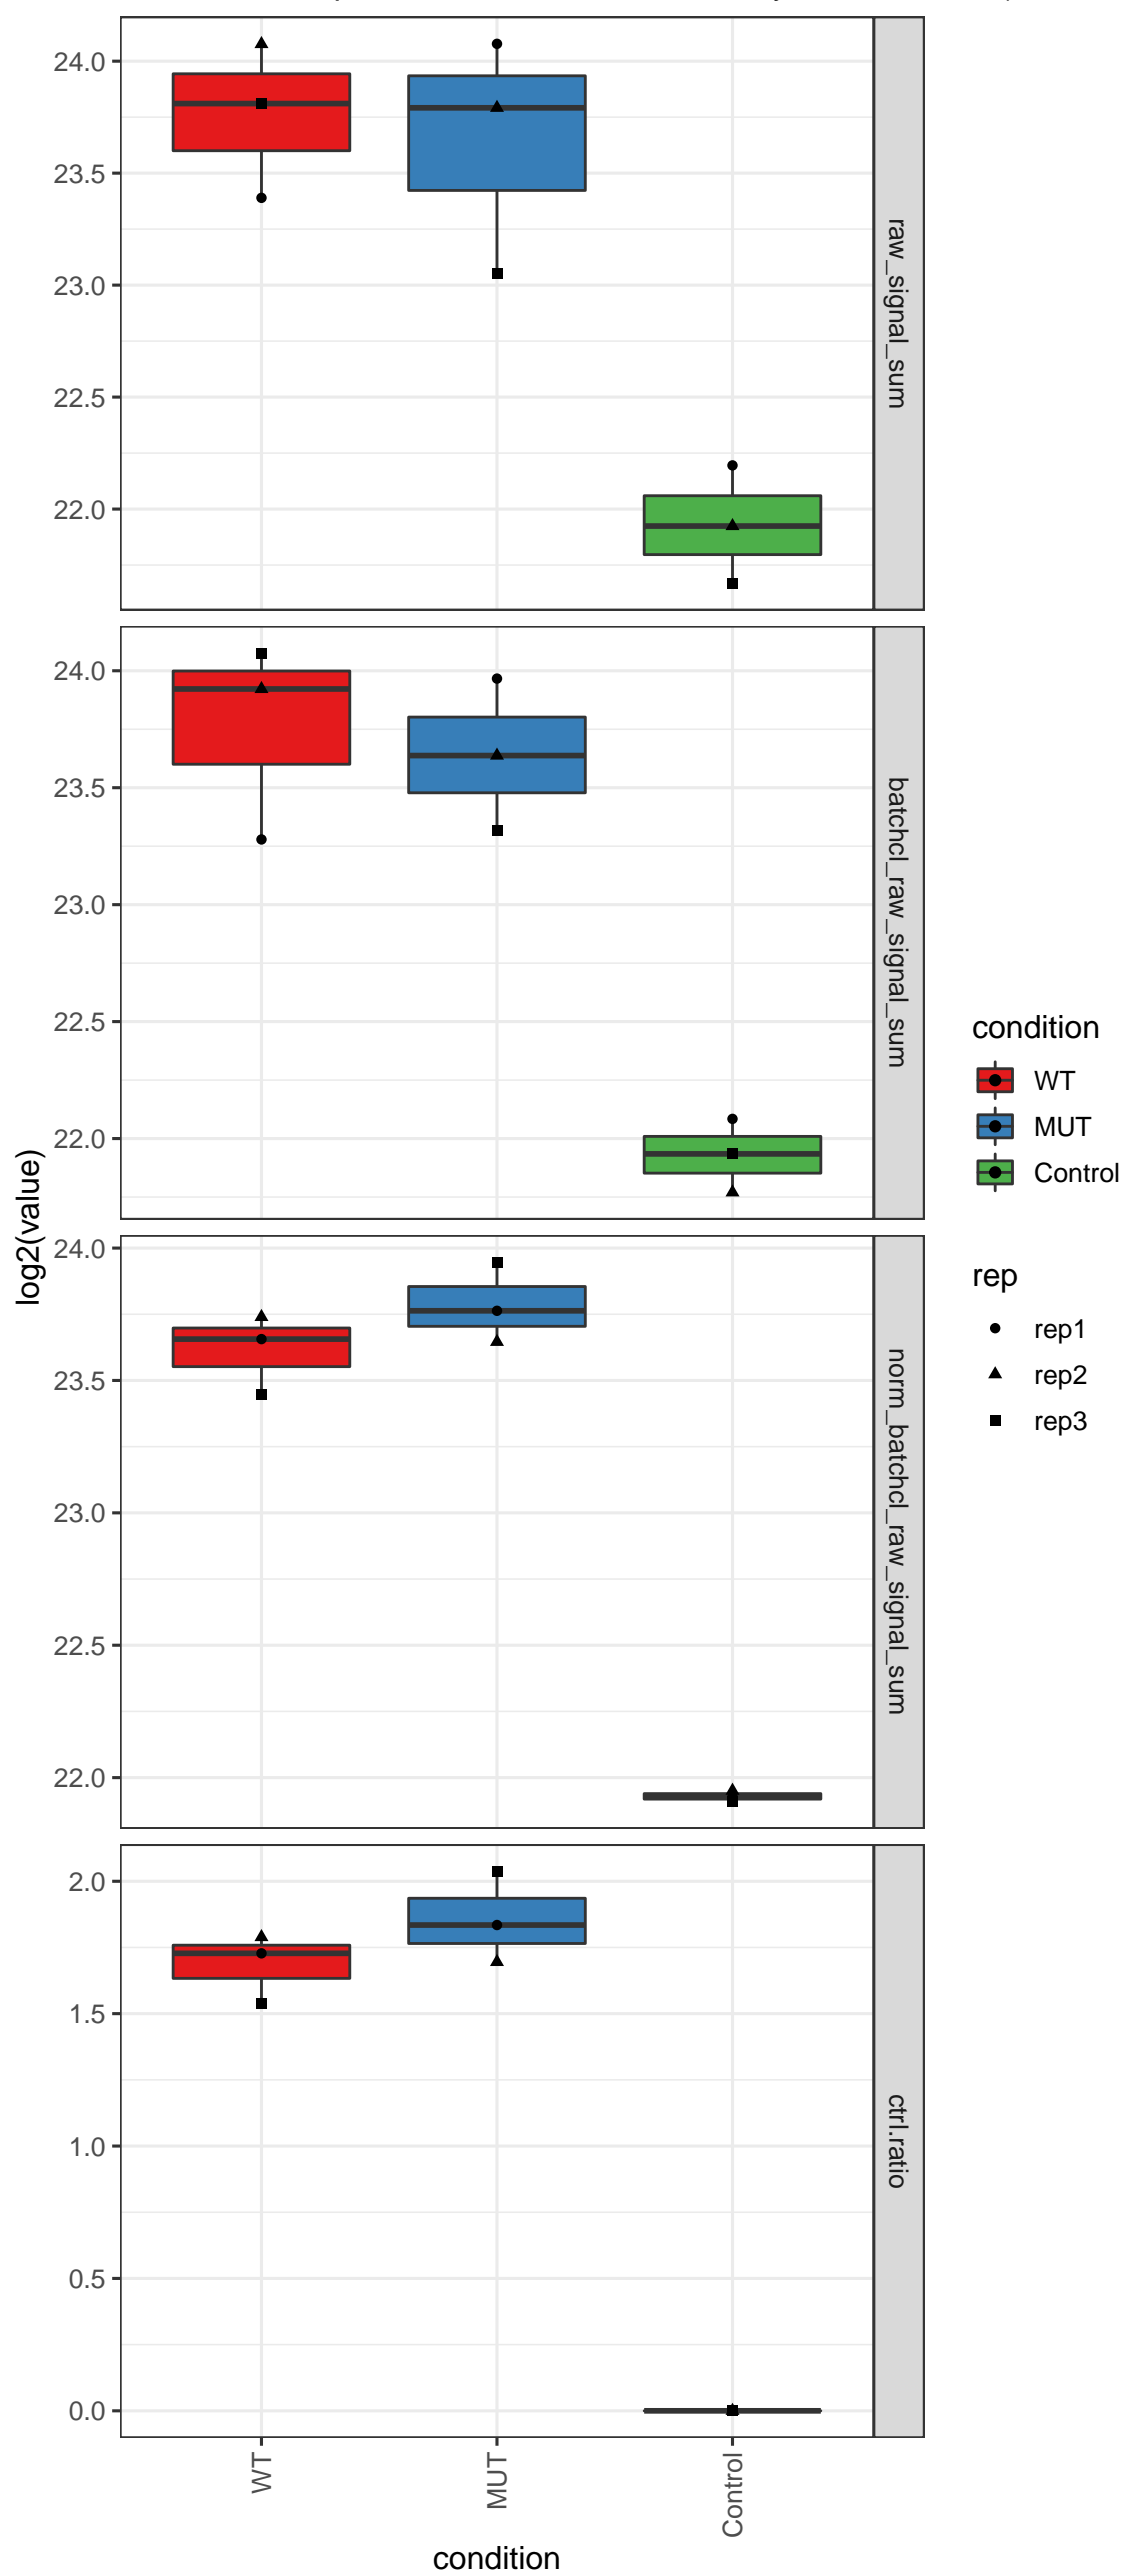 24.0
23.5
23.0
22.5
22.0
raw_signal_sum
24.0
23.5
23.0
22.5
22.0
batchcl_raw_signal_sum
24.0
23.5
23.0
22.5
22.0
norm_batchcl_raw_signal_sum
2.0
1.5
1.0
0.5
0.0
ctrl.ratio
log2(value)
WT
MUT
Control
condition
condition
WT
MUT
Control
rep
rep1
rep2
rep3